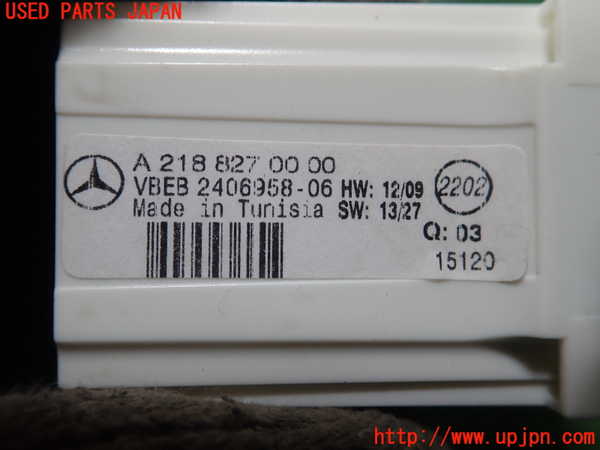 USED PARTS JAPAN
A 218 827 00 00
VBEB 2406958-06 HW: 12/09
Made in Tunisia SW: 13/27
2202
Q: 03
15120
http://www.upjpn.com/